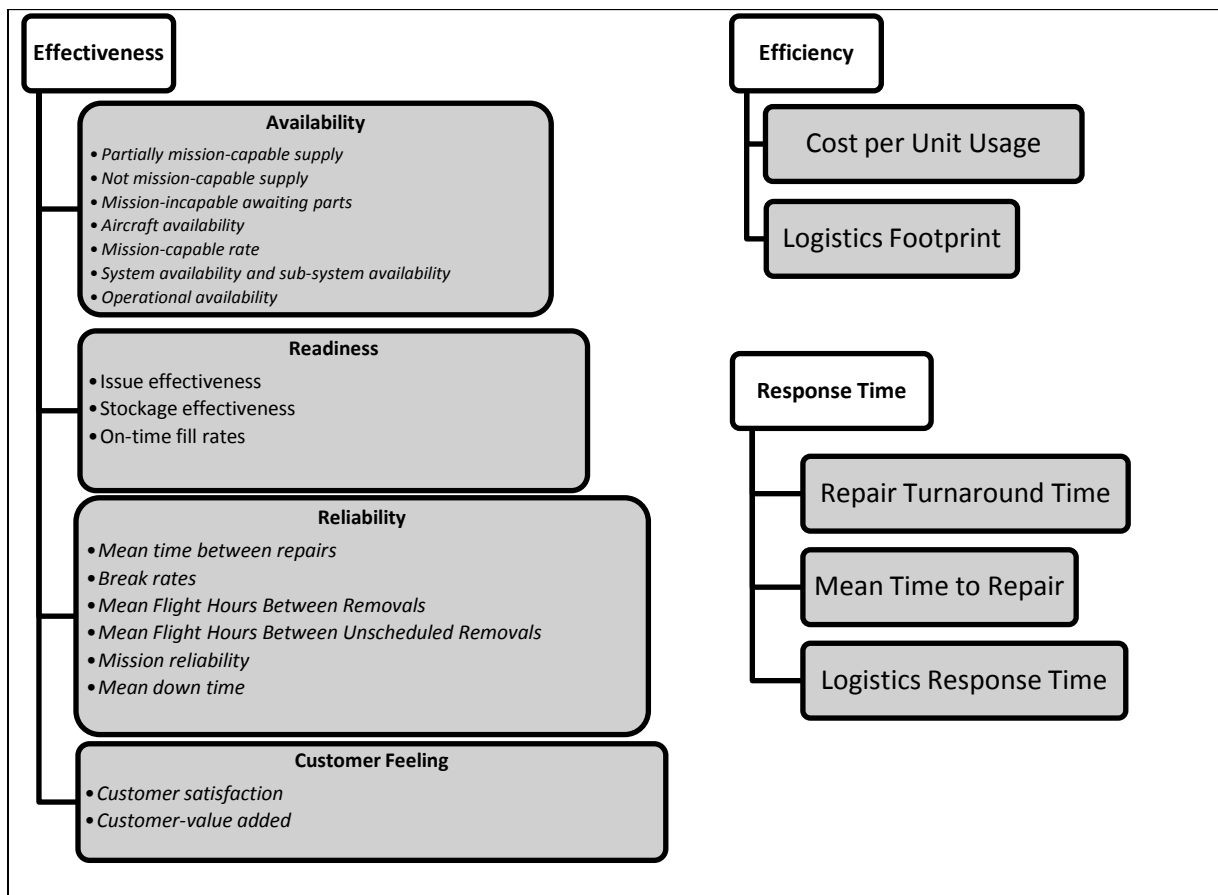 Effectiveness
Availability
• Partially mission-capable supply
• Not mission-capable supply
• Mission-incapable awaiting parts
• Aircraft availability
• Mission-capable rate
• System availability and sub-system availability
• Operational availability
Readiness
• Issue effectiveness
• Stockage effectiveness
• On-time fill rates
Reliability
• Mean time between repairs
• Break rates
• Mean Flight Hours Between Removals
• Mean Flight Hours Between Unscheduled Removals
• Mission reliability
• Mean down time
Customer Feeling
• Customer satisfaction
• Customer-value added
Efficiency
Cost per Unit Usage
Logistics Footprint
Response Time
Repair Turnaround Time
Mean Time to Repair
Logistics Response Time